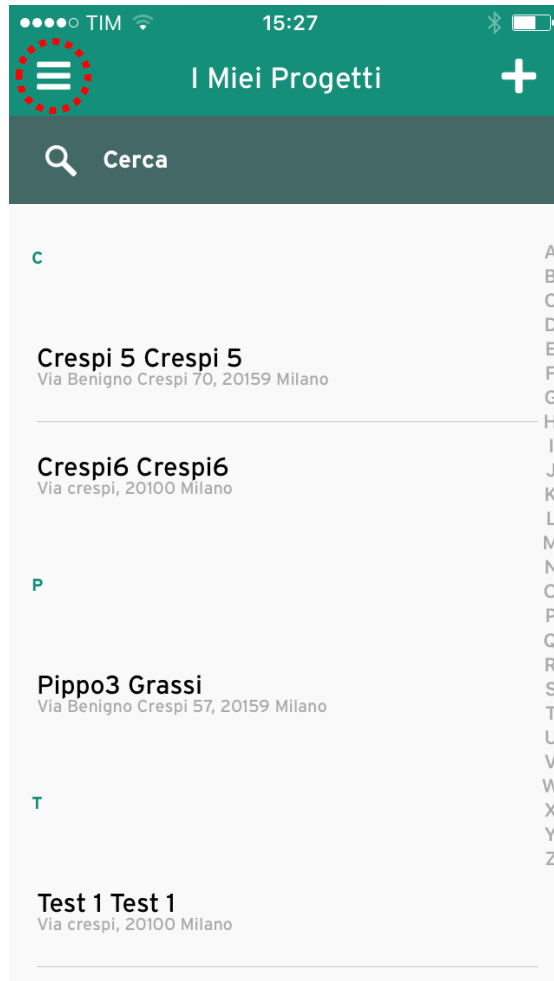 TIM 15:27
I Miei Progetti
Cerca
C
Crespi 5 Crespi 5
Via Benigno Crespi 70, 20159 Milano
Crespi6 Crespi6
Via crespi, 20100 Milano
P
Pippo3 Grassi
Via Benigno Crespi 57, 20159 Milano
T
Test 1 Test 1
Via crespi, 20100 Milano
A
B
C
D
E
F
G
H
I
J
K
L
M
N
O
P
Q
R
S
T
U
V
W
X
Y
Z